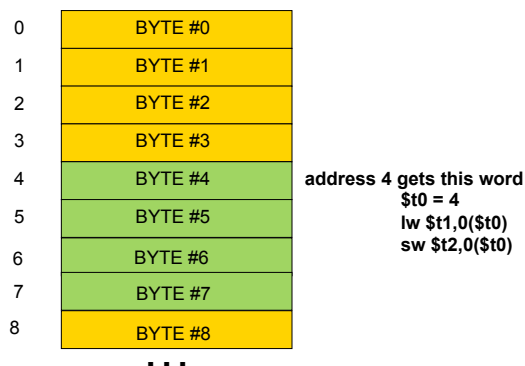 0 BYTE #0
1 BYTE #1
2 BYTE #2
3 BYTE #3
4 BYTE #4 address 4 gets this word
$t0 = 4
5 BYTE #5 lw $t1,0($t0)
sw $t2,0($t0)
6 BYTE #6
7 BYTE #7
8 BYTE #8
...